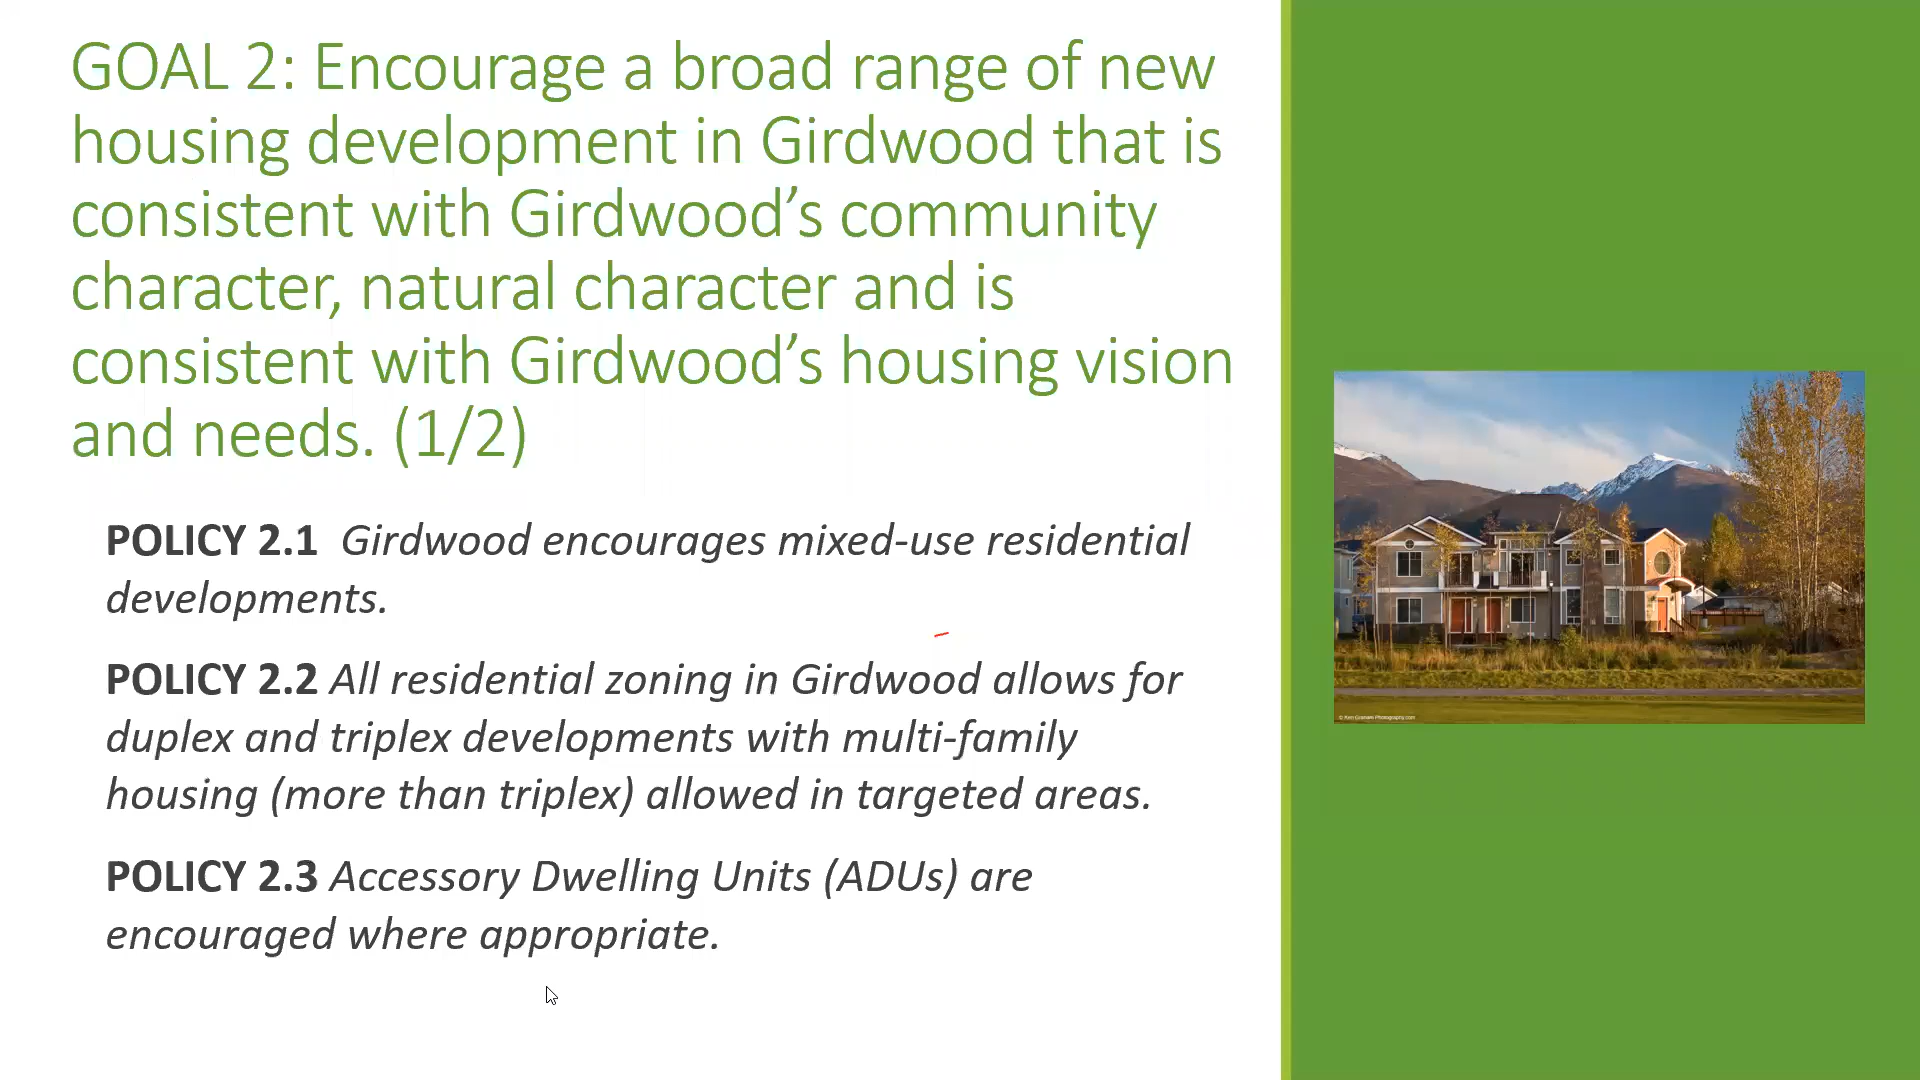 GOAL 2: Encourage a broad range of new
housing development in Girdwood that is
consistent with Girdwood’s community
character, natural character and is
consistent with Girdwood’s housing vision
and needs. (1/2)
POLICY 2.1 Girdwood encourages mixed-use residential
developments.
POLICY 2.2 All residential zoning in Girdwood allows for
duplex and triplex developments with multi-family
housing (more than triplex) allowed in targeted areas.
POLICY 2.3 Accessory Dwelling Units (ADUs) are
encouraged where appropriate.